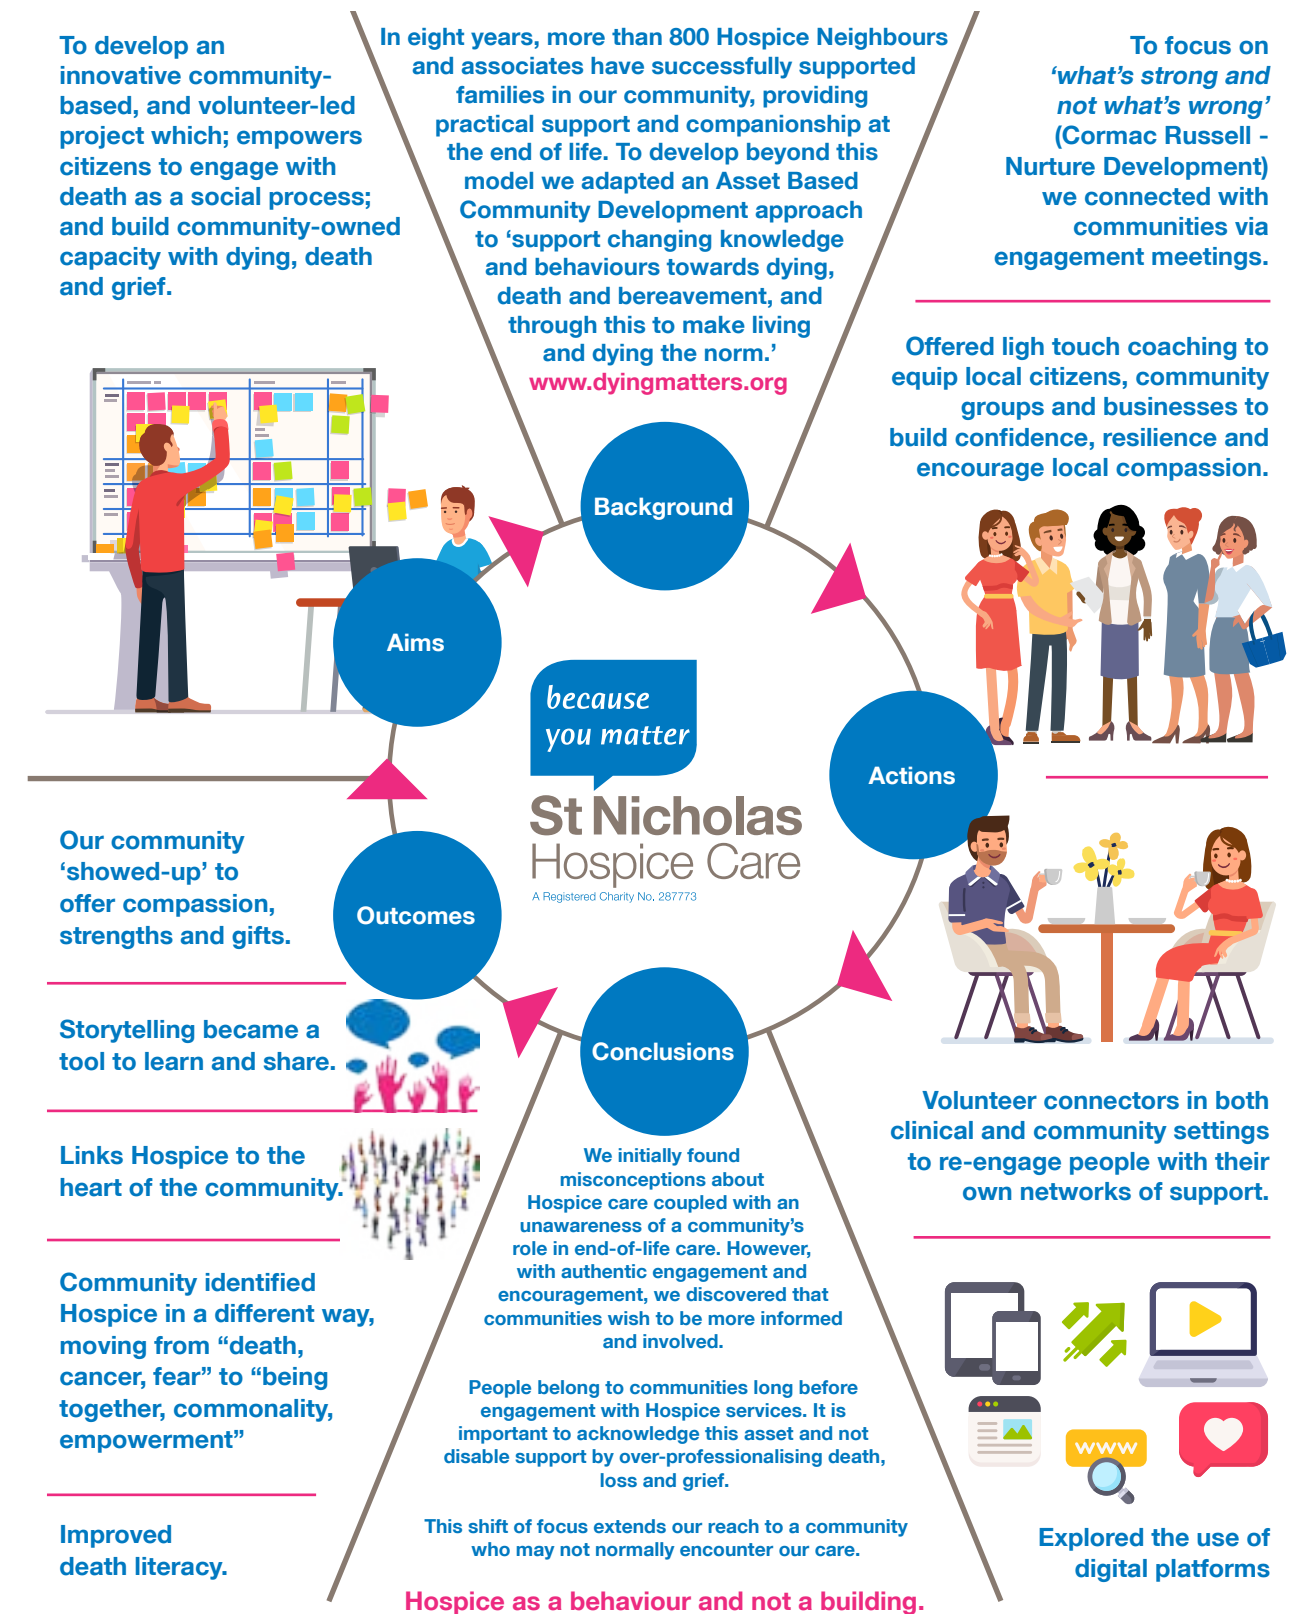 To develop an
innovative community-
based, and volunteer-led
project which; empowers
citizens to engage with
death as a social process;
and build community-owned
capacity with dying, death
and grief.
In eight years, more than 800 Hospice Neighbours
and associates have successfully supported
families in our community, providing
practical support and companionship at
the end of life. To develop beyond this
model we adapted an Asset Based
Community Development approach
to ‘support changing knowledge
and behaviours towards dying,
death and bereavement, and
through this to make living
and dying the norm.’
www.dyingmatters.org
To focus on
‘what’s strong and
not what’s wrong’
(Cormac Russell -
Nurture Development)
we connected with
communities via
engagement meetings.
Offered ligh touch coaching to
equip local citizens, community
groups and businesses to
build confidence, resilience and
encourage local compassion.
Background
Aims
Actions
because
you matter
St Nicholas
Hospice Care
A Registered Charity No. 287773
Outcomes
Conclusions
Our community
‘showed-up’ to
offer compassion,
strengths and gifts.
Storytelling became a
tool to learn and share.
Links Hospice to the
heart of the community.
Community identified
Hospice in a different way,
moving from “death,
cancer, fear” to “being
together, commonality,
empowerment”
Improved
death literacy.
We initially found
misconceptions about
Hospice care coupled with an
unawareness of a community’s
role in end-of-life care. However,
with authentic engagement and
encouragement, we discovered that
communities wish to be more informed
and involved.
People belong to communities long before
engagement with Hospice services. It is
important to acknowledge this asset and not
disable support by over-professionalising death,
loss and grief.
This shift of focus extends our reach to a community
who may not normally encounter our care.
Hospice as a behaviour and not a building.
Volunteer connectors in both
clinical and community settings
to re-engage people with their
own networks of support.
www
Explored the use of
digital platforms